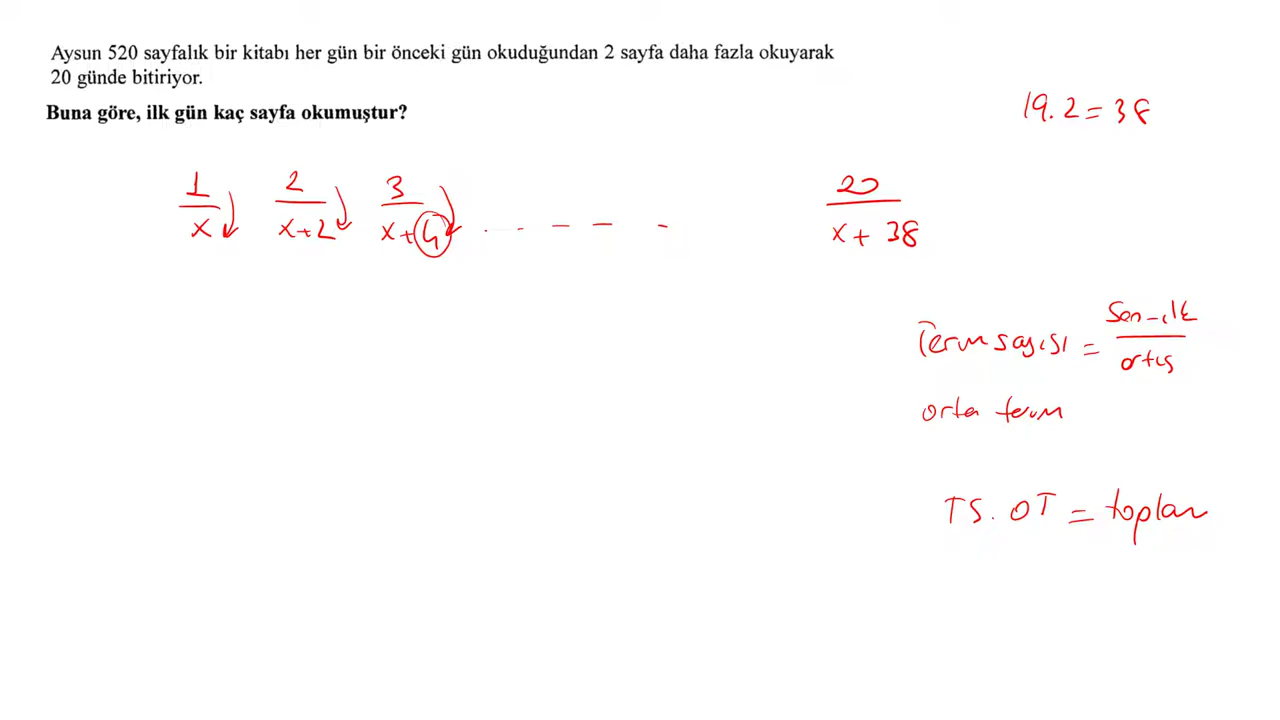 Aysun 520 sayfalık bir kitabı her gün bir önceki gün okuduğundan 2 sayfa daha fazla okuyarak
20 günde bitiriyor.
Buna göre, ilk gün kaç sayfa okumuştur?
19.2=38
1 2 3 20
x x+2 x+4 ..--- x+38
Terim sayısı = son-ilk
ortış
orta terim
TS. OT = toplam